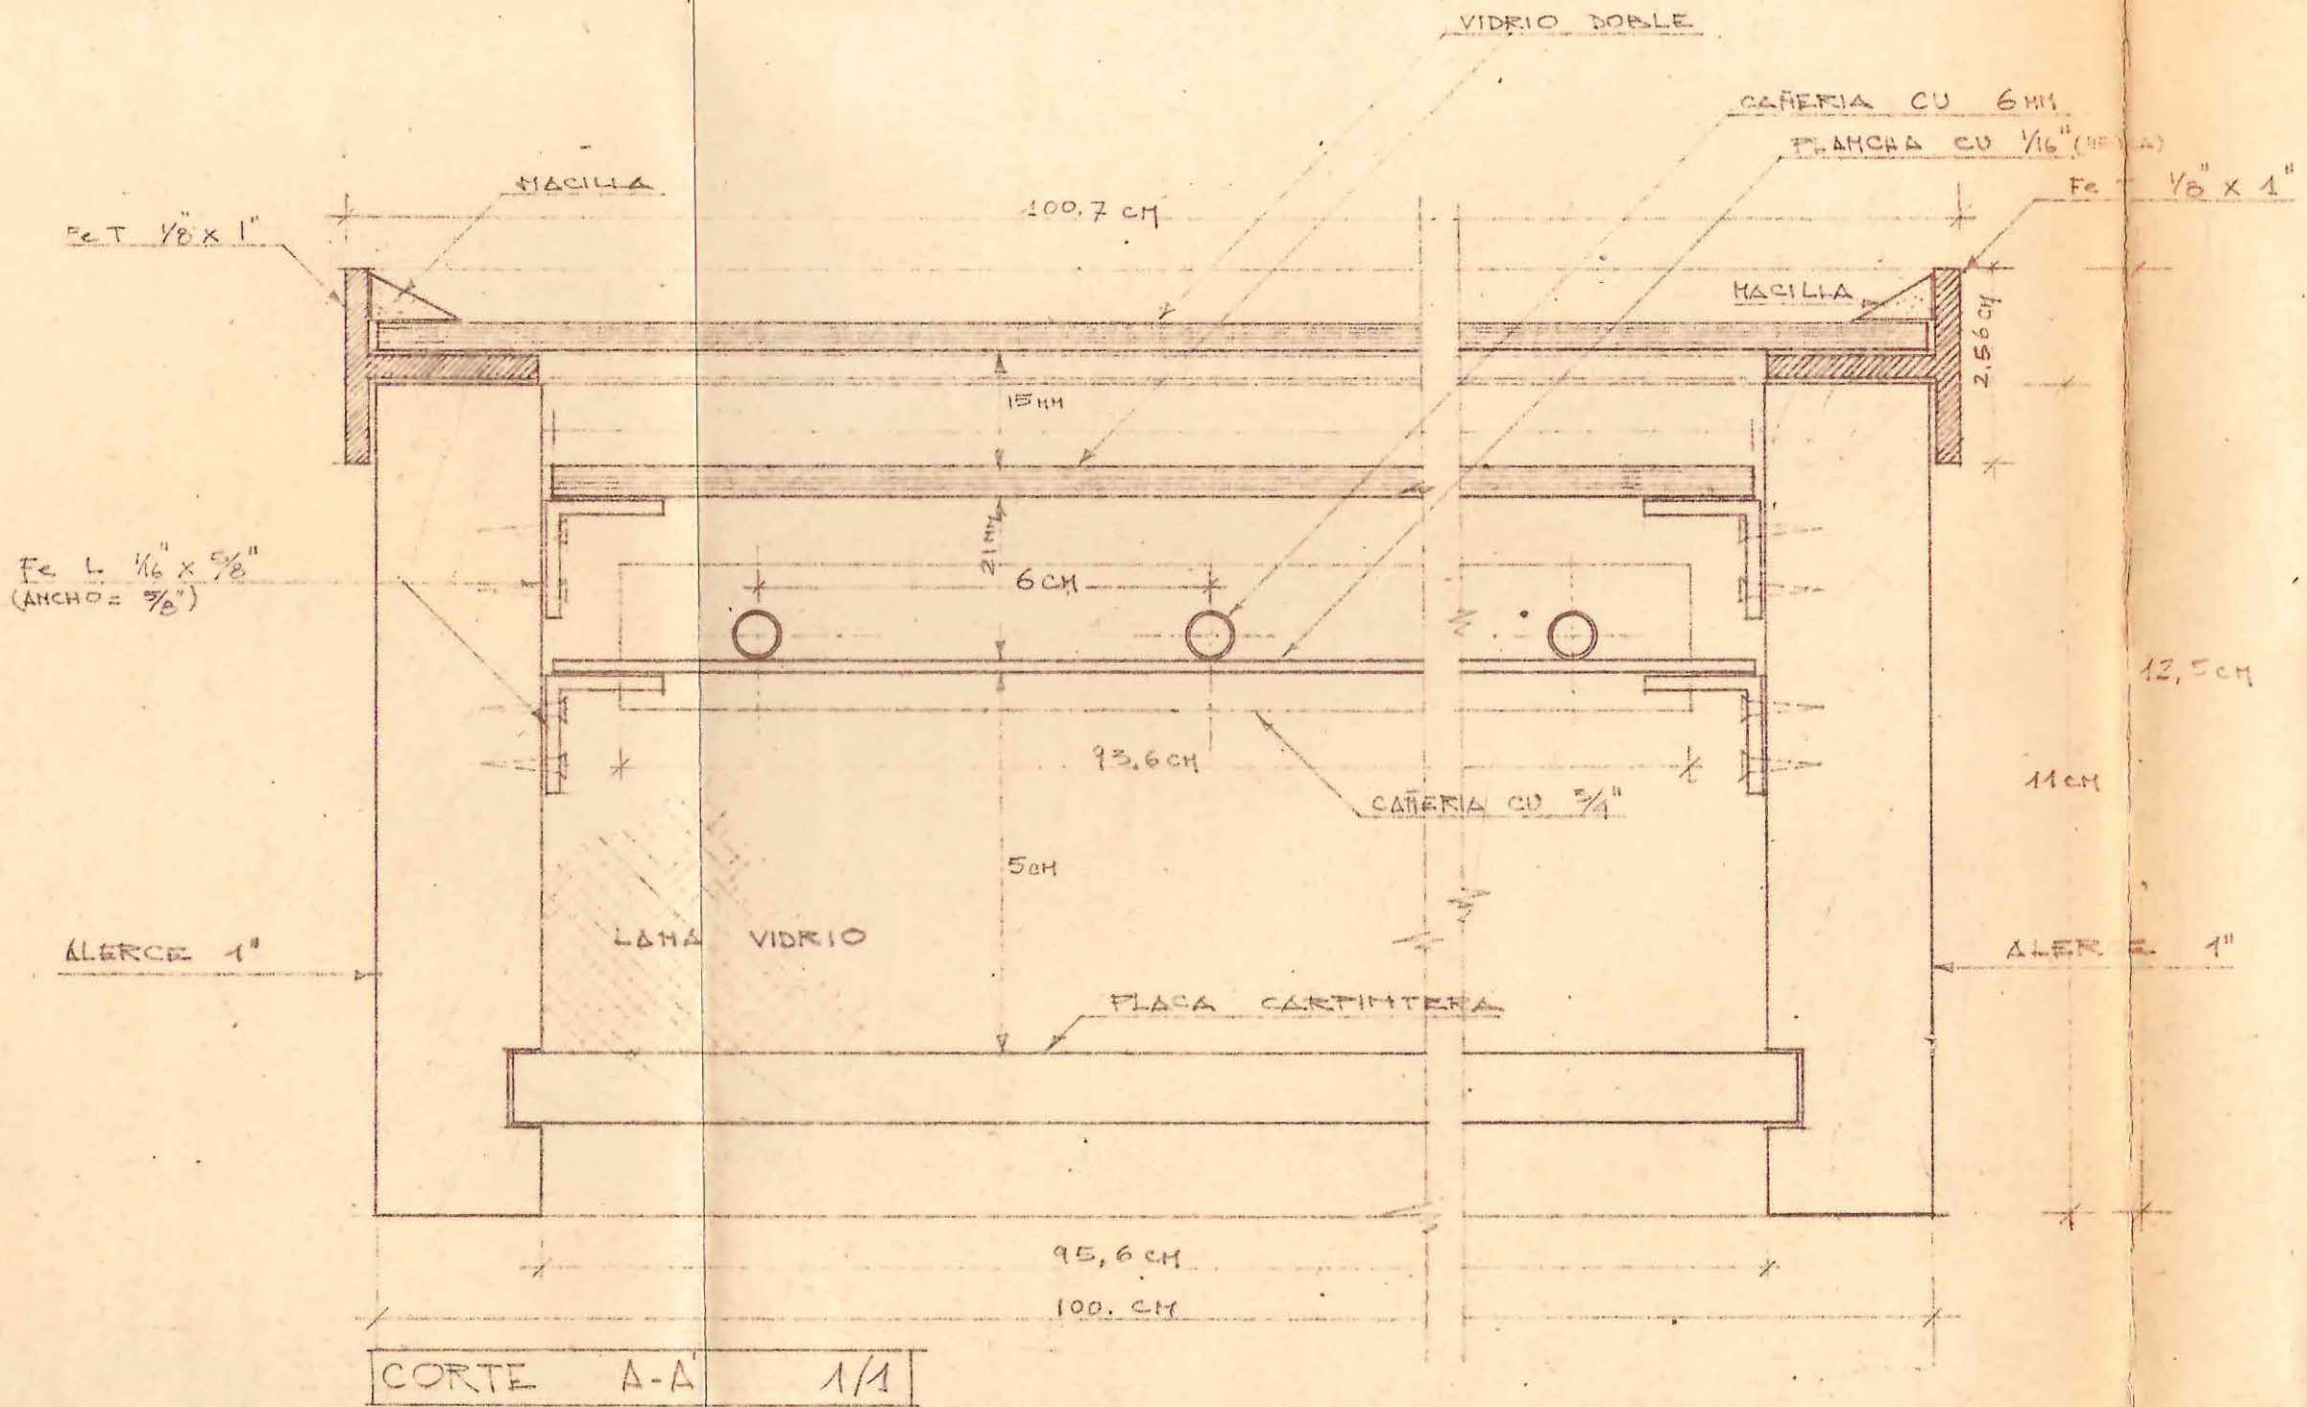 VIDRIO DOBLE
CAÑERIA CU 6 MM
PLANCHA CU 1/16"
MACILLA
100,7 CM
Fe 1/8" X 1"
Fe T 1/8" X 1"
MACILLA
2.56 CM
15 MM
21 MM
6 CM
Fe L 1/16" X 5/8"
(ANCHO = 5/8")
12,5 CM
93.6 CM
11 CM
CAÑERIA CU 3/4"
5 CM
LANA VIDRIO
ALERCE 1"
ALER E 1"
PLACA CARPINTERA
95,6 CM
100. CM
CORTE A-A' 1/1